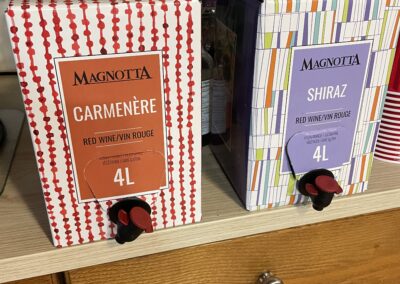 MAGNOTTA
CARMENÈRE
RED WINE/VIN ROUGE
4L
MAGNOTTA
SHIRAZ
RED WINE/VIN ROUGE
4L